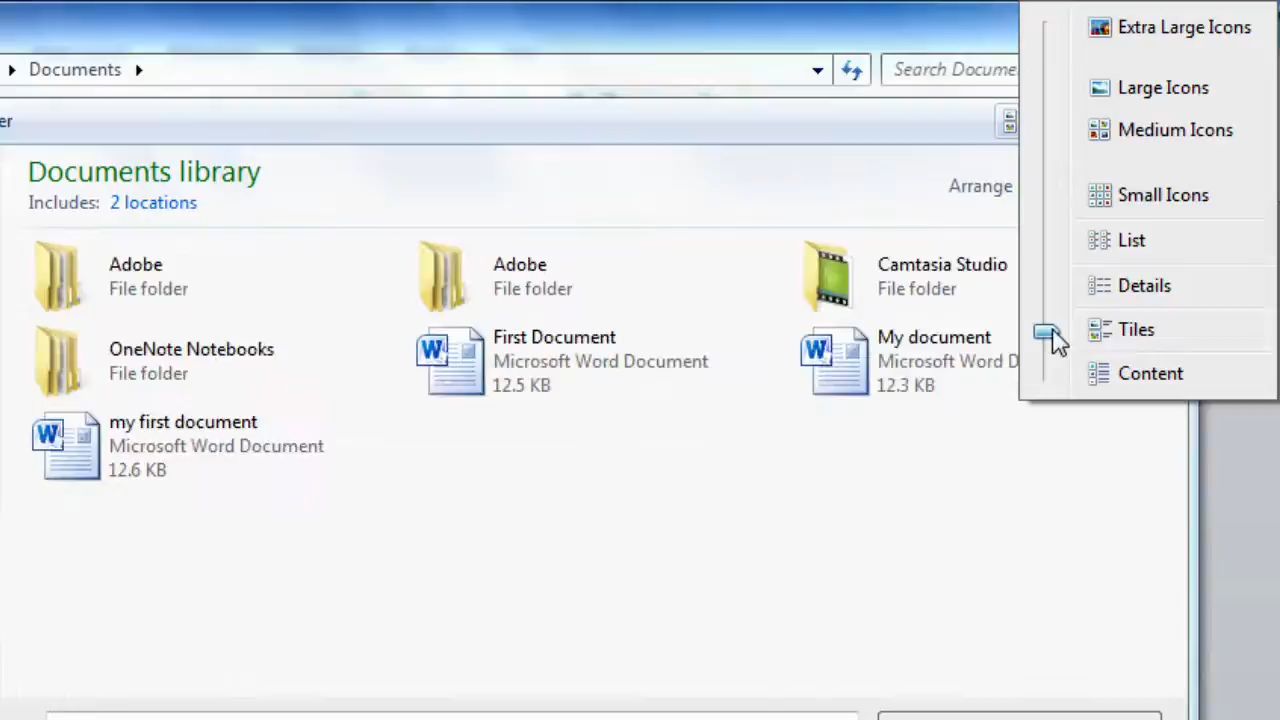 Documents
Search Docume
er
Documents library
Includes: 2 locations
Arrange
Adobe
File folder
Adobe
File folder
Camtasia Studio
File folder
OneNote Notebooks
File folder
First Document
Microsoft Word Document
12.5 KB
My document
Microsoft Word D
12.3 KB
my first document
Microsoft Word Document
12.6 KB
Extra Large Icons
Large Icons
Medium Icons
Small Icons
List
Details
Tiles
Content